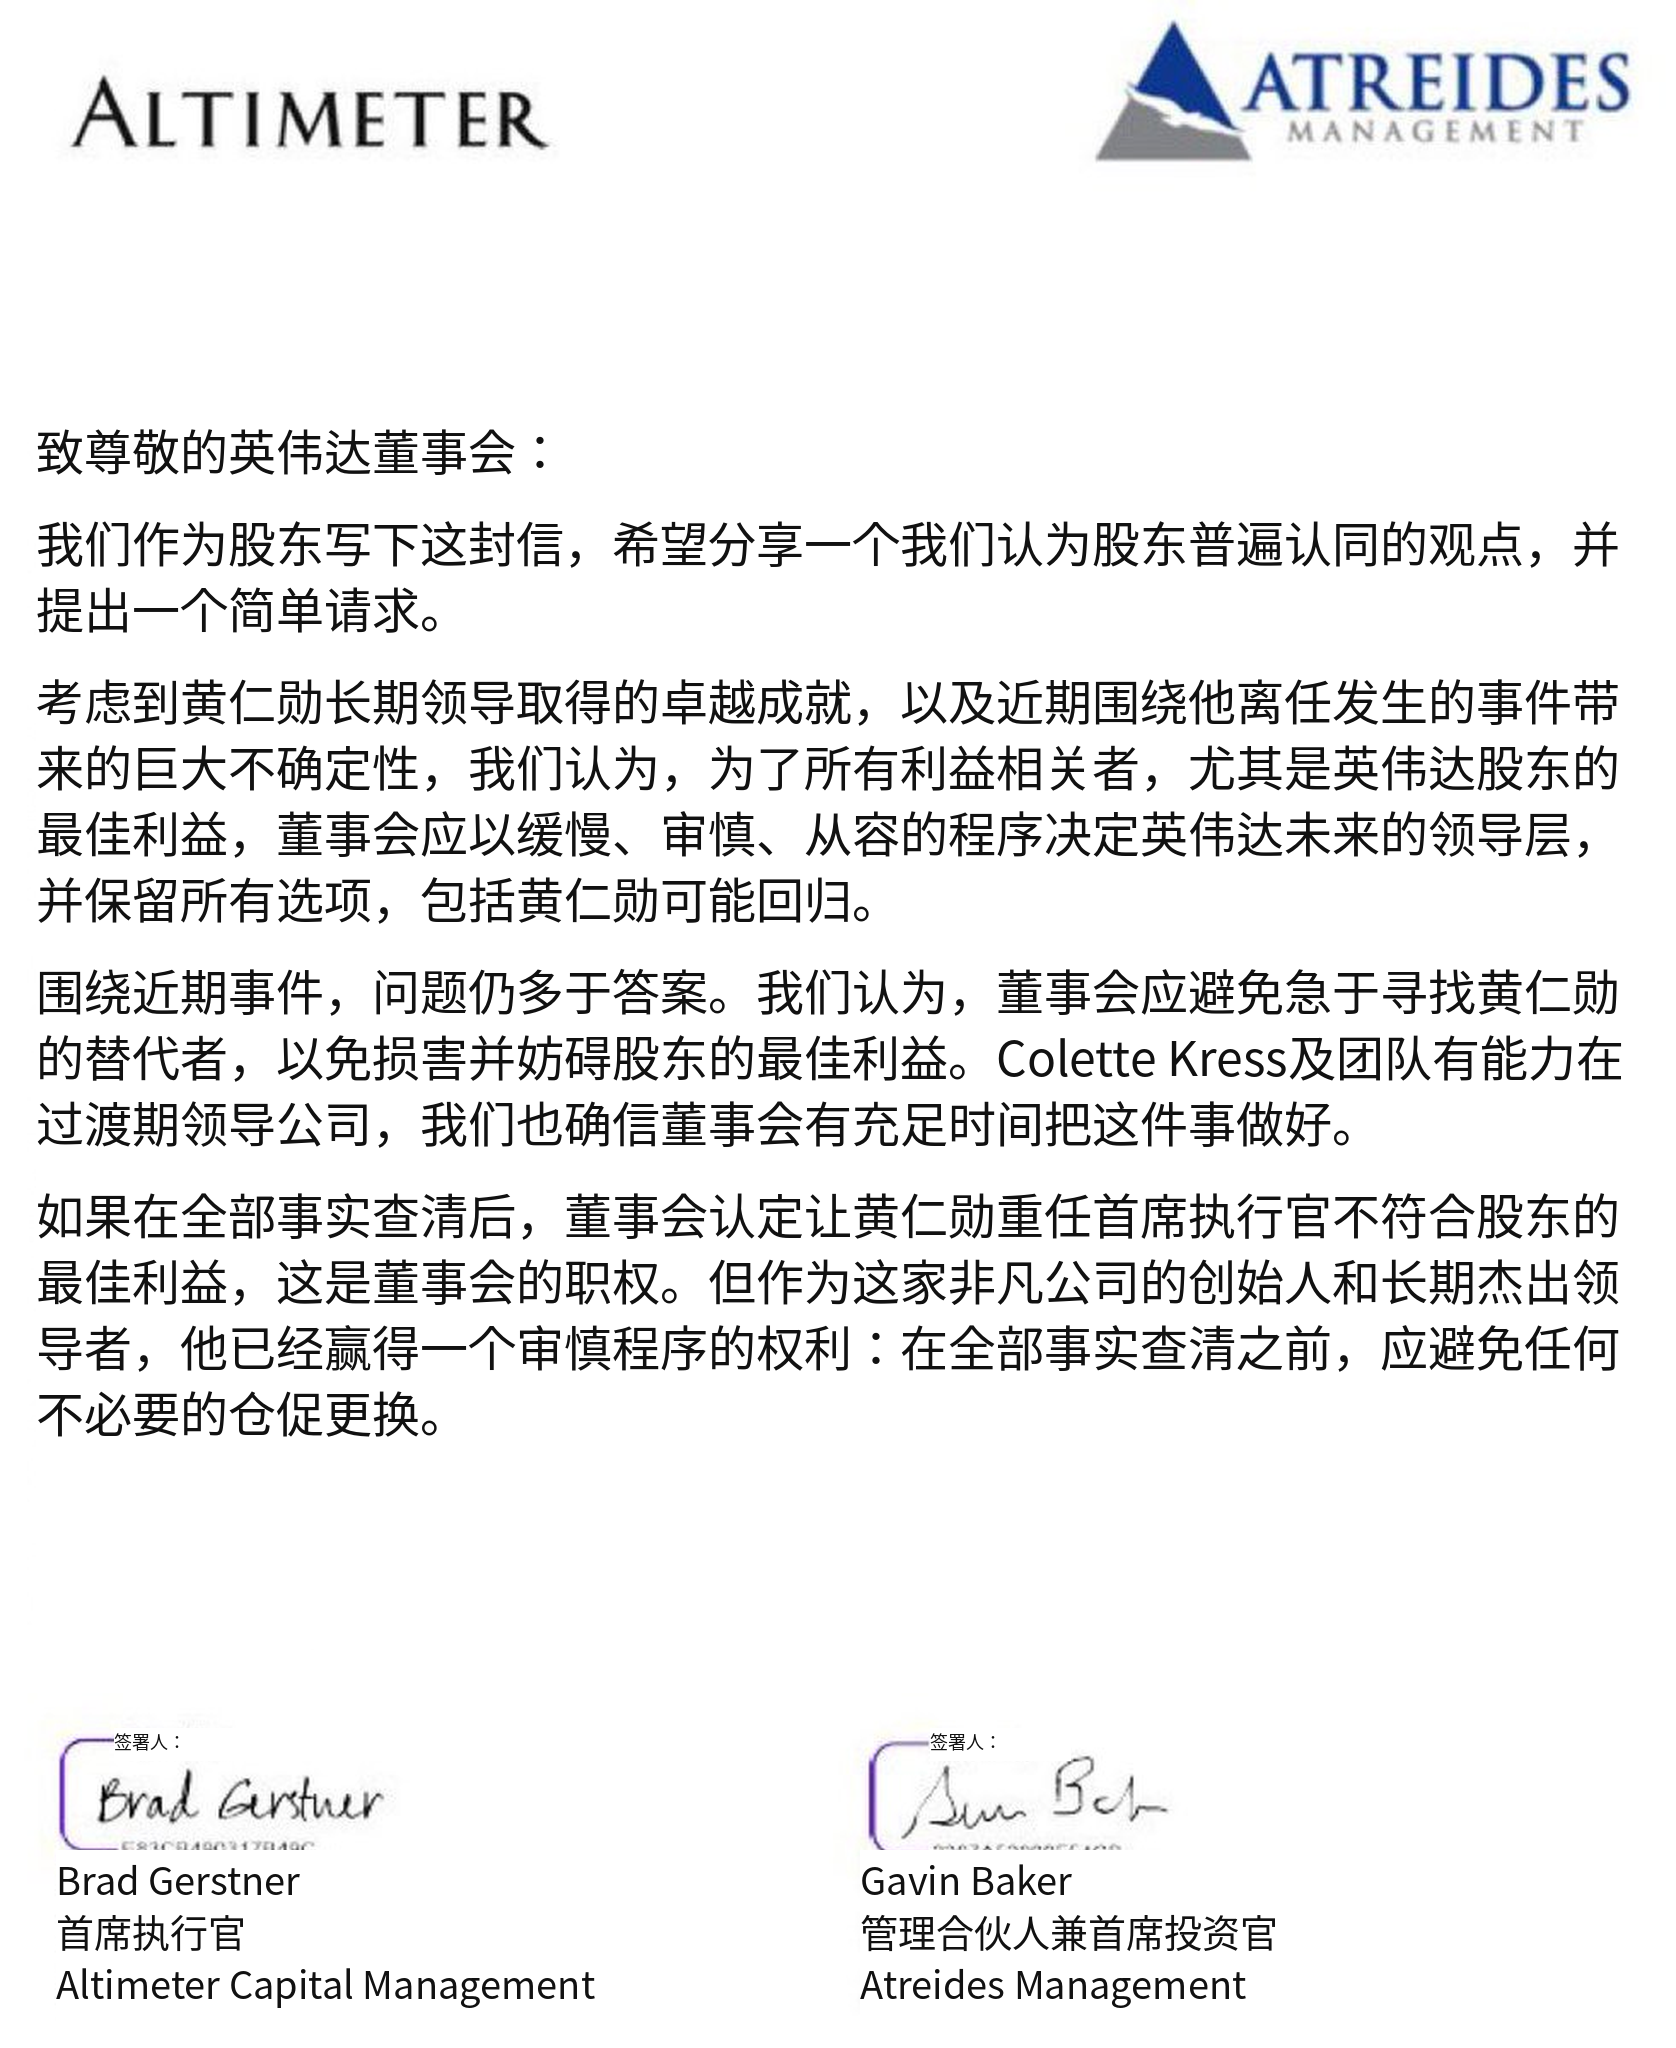 ALTIMETER
ATREIDES
MANAGEMENT
致尊敬的英伟达董事会：
我们作为股东写下这封信，希望分享一个我们认为股东普遍认同的观点，并
提出一个简单请求。
考虑到黄仁勋长期领导取得的卓越成就，以及近期围绕他离任发生的事件带
来的巨大不确定性，我们认为，为了所有利益相关者，尤其是英伟达股东的
最佳利益，董事会应以缓慢、审慎、从容的程序决定英伟达未来的领导层，
并保留所有选项，包括黄仁勋可能回归。
围绕近期事件，问题仍多于答案。我们认为，董事会应避免急于寻找黄仁勋
的替代者，以免损害并妨碍股东的最佳利益。Colette Kress及团队有能力在
过渡期领导公司，我们也确信董事会有充足时间把这件事做好。
如果在全部事实查清后，董事会认定让黄仁勋重任首席执行官不符合股东的
最佳利益，这是董事会的职权。但作为这家非凡公司的创始人和长期杰出领
导者，他已经赢得一个审慎程序的权利：在全部事实查清之前，应避免任何
不必要的仓促更换。
签署人：
Brad Gerstner
Brad Gerstner
首席执行官
Altimeter Capital Management
签署人：
Gavin Baker
管理合伙人兼首席投资官
Atreides Management